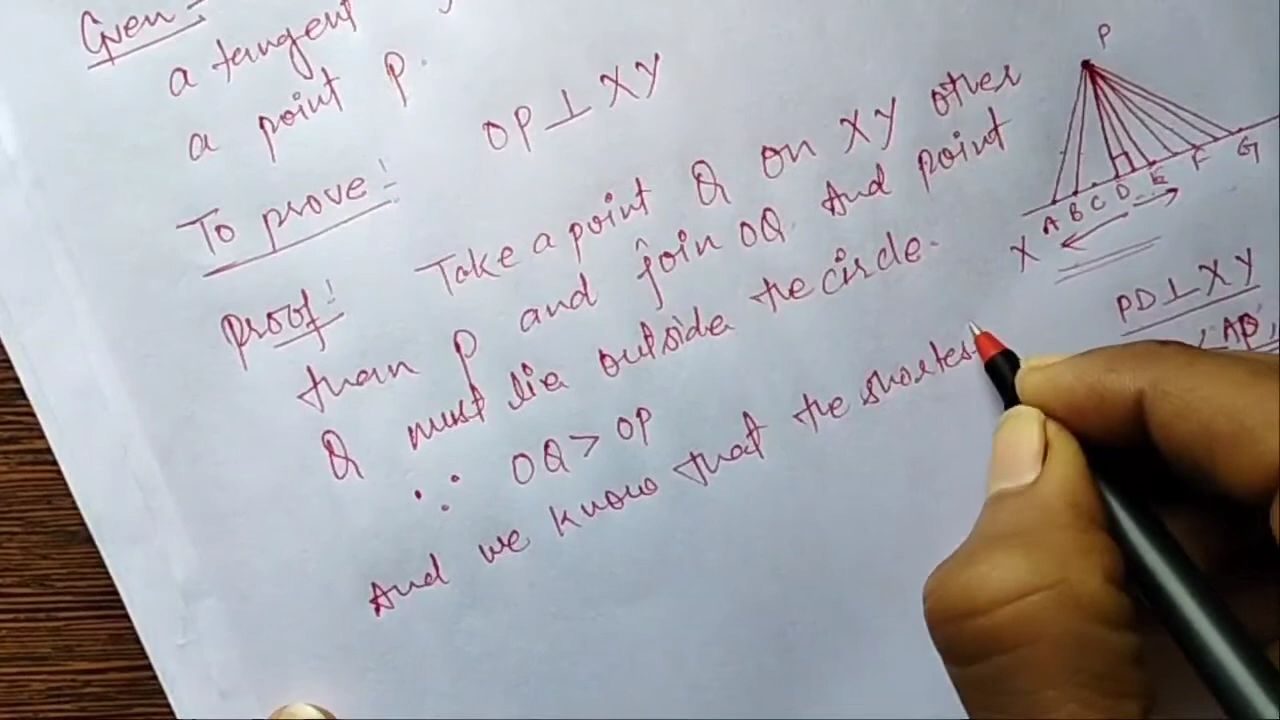 Given:-
a tangent
a point P.
To prove:- OP⊥XY
Proof:- Take a point Q on XY other
than P and join OQ. And point
Q must lie outside the circle.
∵ OQ > OP
And we know that the shortes
P
A B C D E F G
X
PD⊥XY